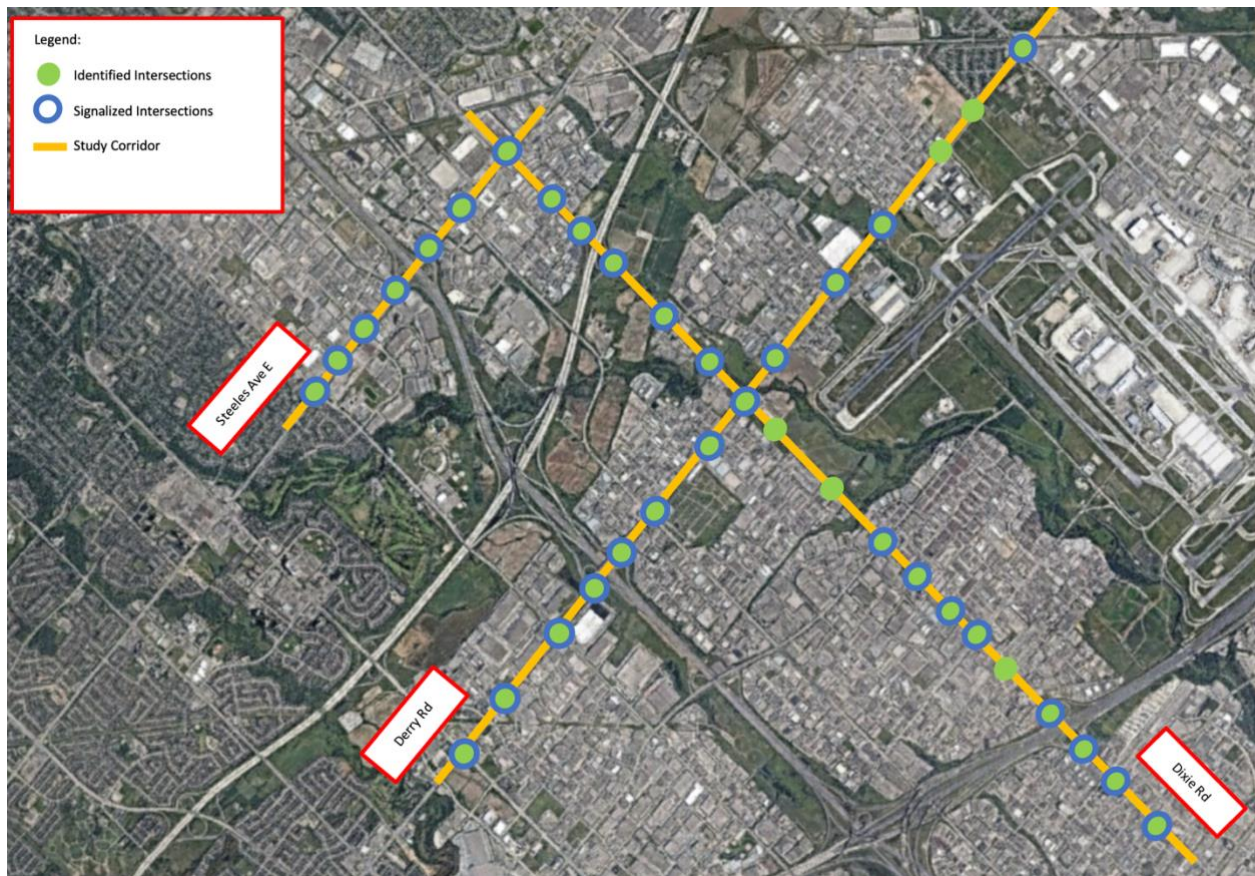 Legend:
Identified Intersections
Signalized Intersections
Study Corridor
Steeles Ave E
Derry Rd
Dixie Rd